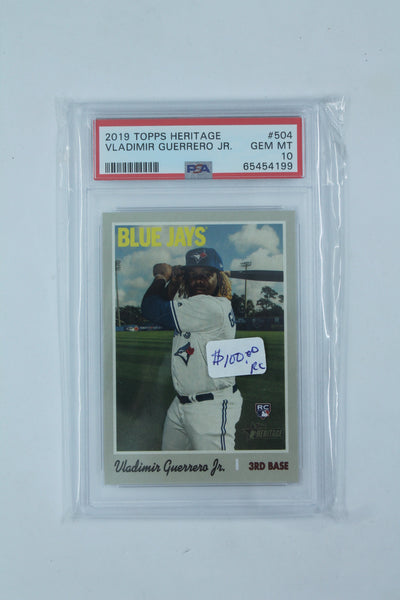 2019 TOPPS HERITAGE #504
VLADIMIR GUERRERO JR. GEM MT
10
PSA 65454199
BLUE JAYS
$100.00
RC
RC
HERITAGE
Vladimir Guerrero Jr. 3RD BASE